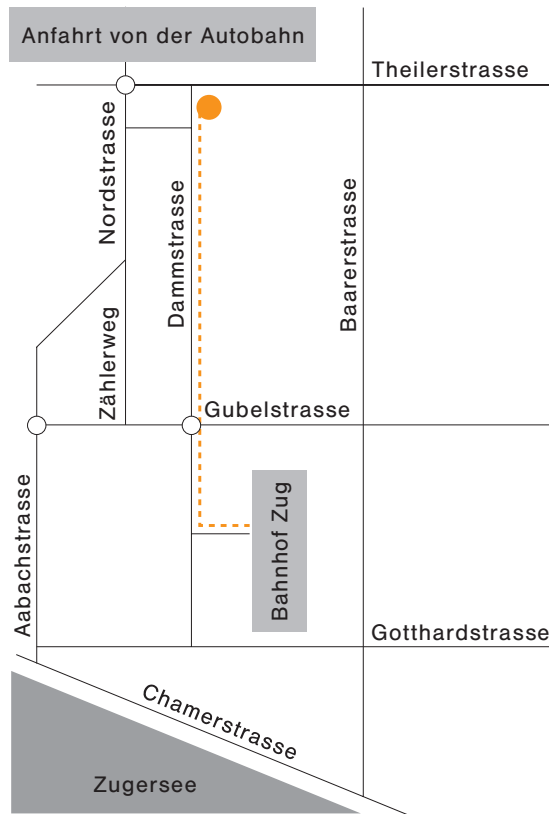 Anfahrt von der Autobahn
Theilerstrasse
Nordstrasse
Dammstrasse
Baarerstrasse
Zählerweg
Gubelstrasse
Aabachstrasse
Bahnhof Zug
Gotthardstrasse
Chamerstrasse
Zugersee